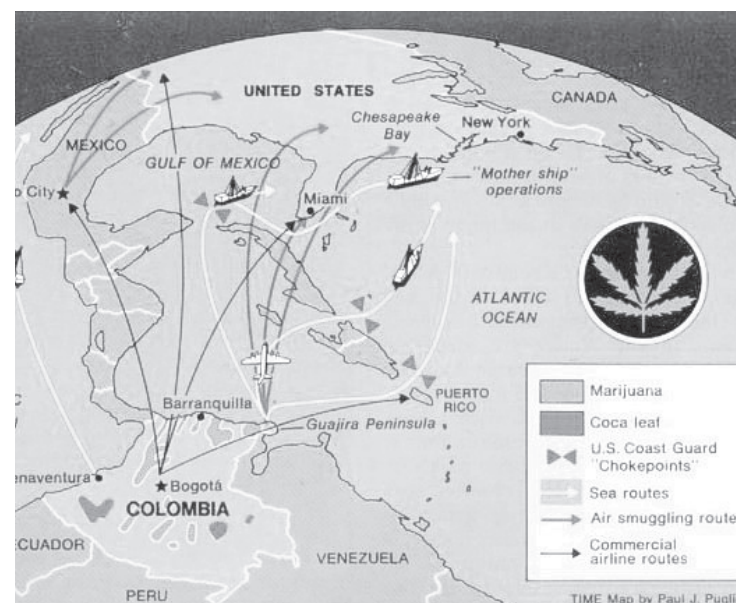 UNITED STATES
CANADA
Chesapeake
Bay
New York
MEXICO
GULF OF MEXICO
"Mother ship"
operations
o City
Miami
ATLANTIC
OCEAN
PUERTO
RICO
Barranquilla
Guajira Peninsula
enaventura
Bogotá
COLOMBIA
ECUADOR
VENEZUELA
PERU
Marijuana
Coca leaf
U.S. Coast Guard
"Chokepoints"
Sea routes
Air smuggling route
Commercial
airline routes
TIME Map by Paul J. Pugli